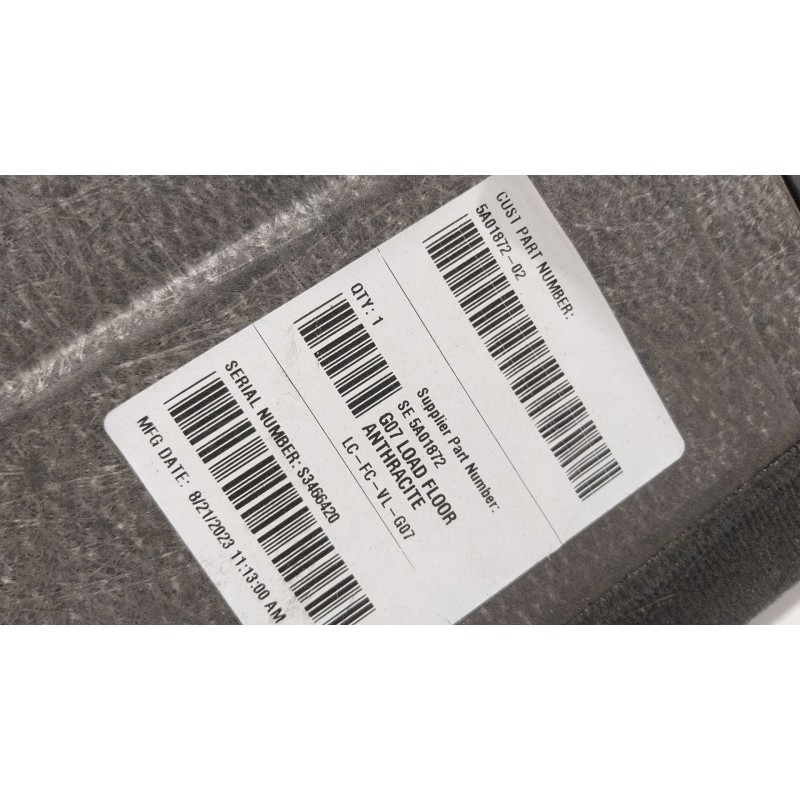 CUST PART NUMBER:
5A01872-02
Supplier Part Number:
SE 5A01872
G07 LOAD FLOOR
ANTHRACITE
LC-FC-VL-G07
QTY: 1
SERIAL NUMBER: S3466420
MFG DATE: 8/21/2023 11:13:00 AM